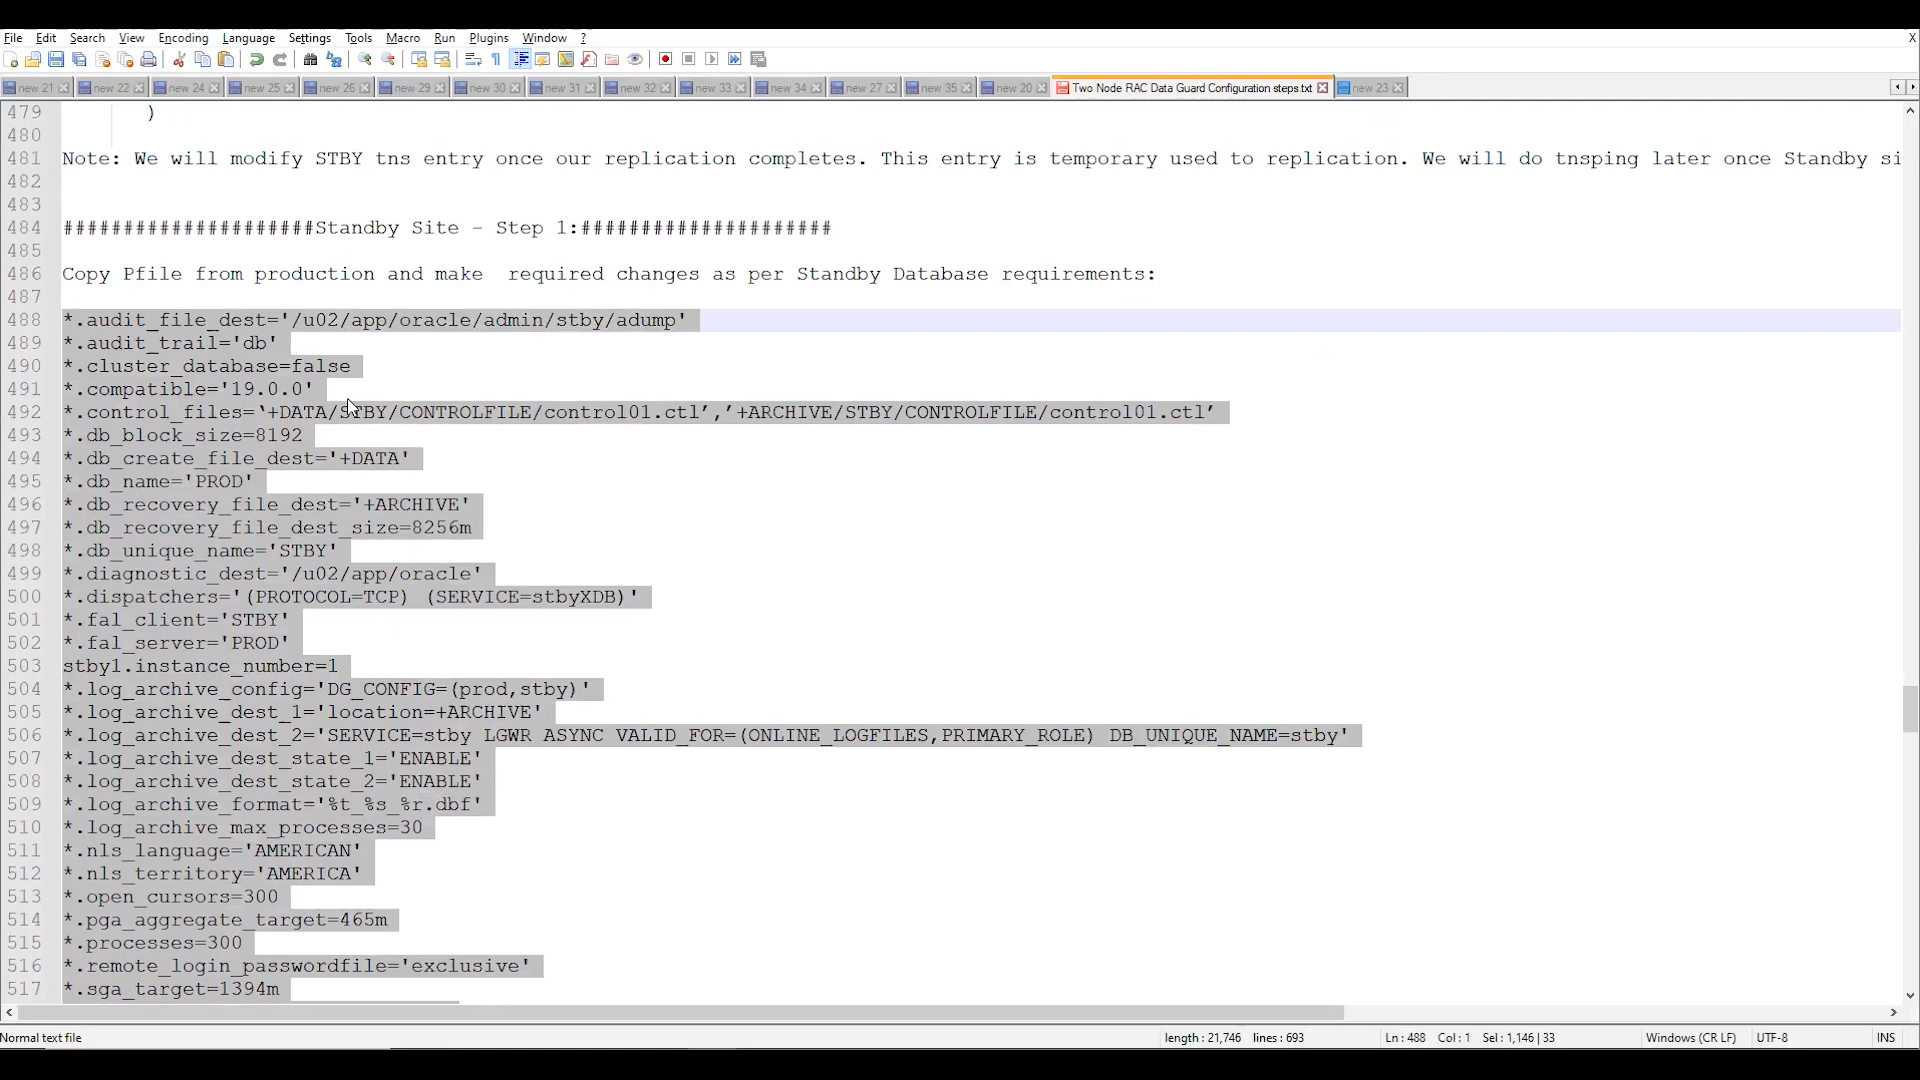 File Edit Search View Encoding Language Settings Tools Macro Run Plugins Window ? X
new 21 new 22 new 24 new 25 new 26 new 29 new 30 new 31 new 32 new 33 new 34 new 27 new 35 new 20 Two Node RAC Data Guard Configuration steps.txt new 23
479 )
480
481 Note: We will modify STBY tns entry once our replication completes. This entry is temporary used to replication. We will do tnsping later once Standby si
482
483
484 #####################Standby Site – Step 1:#####################
485
486 Copy Pfile from production and make  required changes as per Standby Database requirements:
487
488 *.audit_file_dest='/u02/app/oracle/admin/stby/adump'
489 *.audit_trail='db'
490 *.cluster_database=false
491 *.compatible='19.0.0'
492 *.control_files=‘+DATA/STBY/CONTROLFILE/control01.ctl’,’+ARCHIVE/STBY/CONTROLFILE/control01.ctl’
493 *.db_block_size=8192
494 *.db_create_file_dest='+DATA'
495 *.db_name='PROD'
496 *.db_recovery_file_dest='+ARCHIVE'
497 *.db_recovery_file_dest_size=8256m
498 *.db_unique_name='STBY'
499 *.diagnostic_dest='/u02/app/oracle'
500 *.dispatchers='(PROTOCOL=TCP) (SERVICE=stbyXDB)'
501 *.fal_client='STBY'
502 *.fal_server='PROD'
503 stby1.instance_number=1
504 *.log_archive_config='DG_CONFIG=(prod,stby)'
505 *.log_archive_dest_1='location=+ARCHIVE'
506 *.log_archive_dest_2='SERVICE=stby LGWR ASYNC VALID_FOR=(ONLINE_LOGFILES,PRIMARY_ROLE) DB_UNIQUE_NAME=stby'
507 *.log_archive_dest_state_1='ENABLE'
508 *.log_archive_dest_state_2='ENABLE'
509 *.log_archive_format='%t_%s_%r.dbf'
510 *.log_archive_max_processes=30
511 *.nls_language='AMERICAN'
512 *.nls_territory='AMERICA'
513 *.open_cursors=300
514 *.pga_aggregate_target=465m
515 *.processes=300
516 *.remote_login_passwordfile='exclusive'
517 *.sga_target=1394m
Normal text file length : 21,746 lines : 693 Ln : 488 Col : 1 Sel : 1,146 | 33 Windows (CR LF) UTF-8 INS